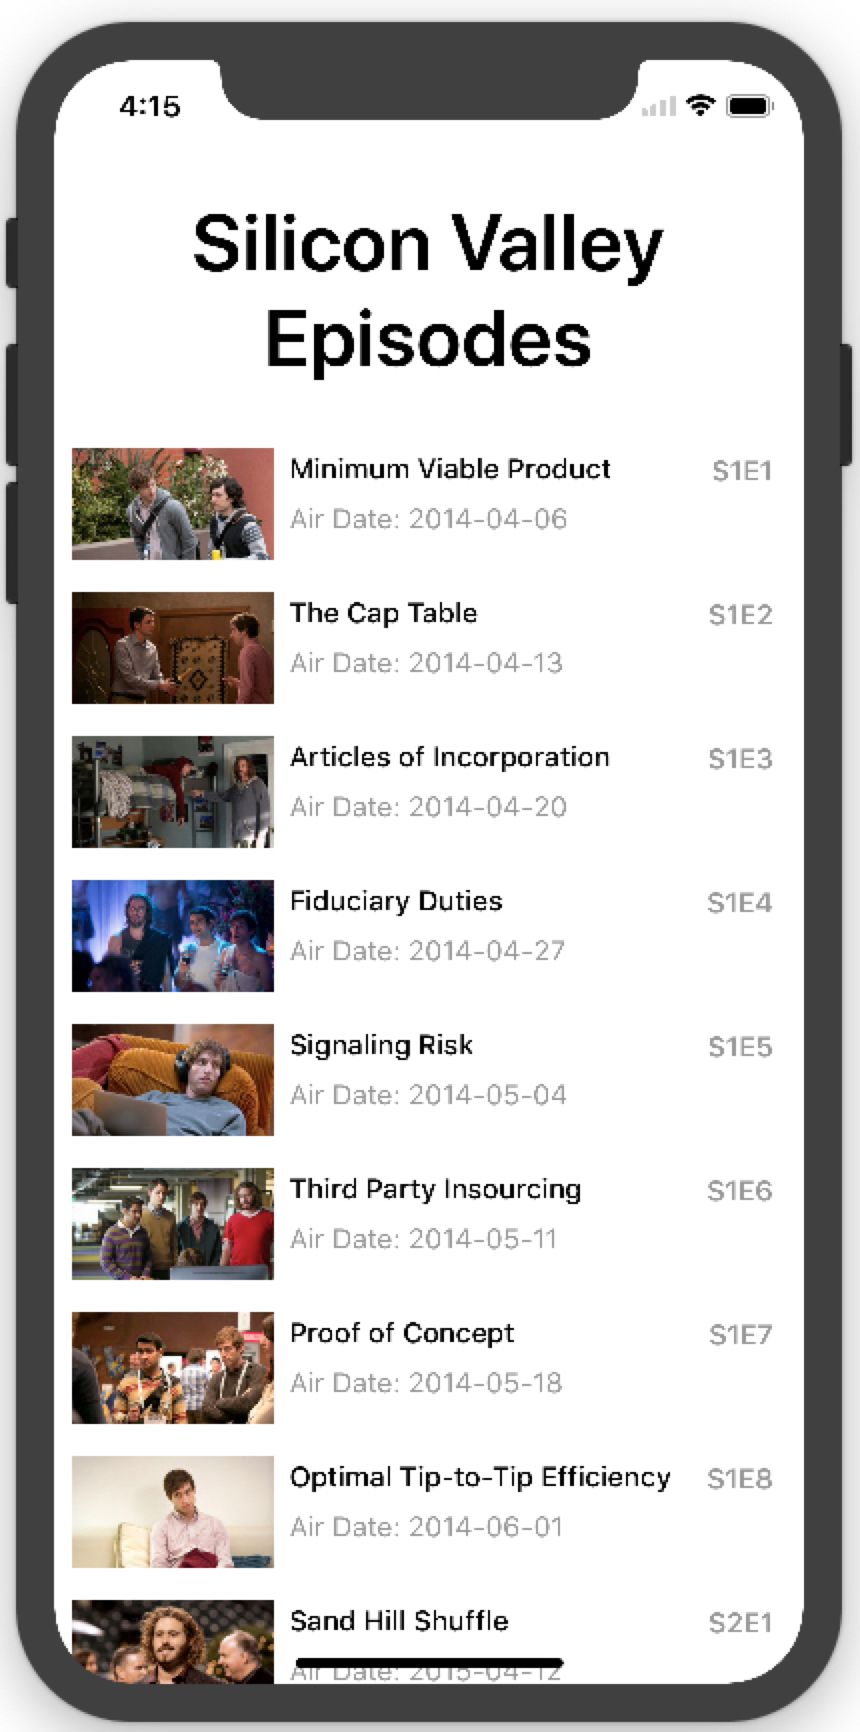 4:15
Silicon Valley
Episodes
Minimum Viable Product S1E1
Air Date: 2014-04-06
The Cap Table S1E2
Air Date: 2014-04-13
Articles of Incorporation S1E3
Air Date: 2014-04-20
Fiduciary Duties S1E4
Air Date: 2014-04-27
Signaling Risk S1E5
Air Date: 2014-05-04
Third Party Insourcing S1E6
Air Date: 2014-05-11
Proof of Concept S1E7
Air Date: 2014-05-18
Optimal Tip-to-Tip Efficiency S1E8
Air Date: 2014-06-01
Sand Hill Shuffle S2E1
Air Date: 2015-04-12